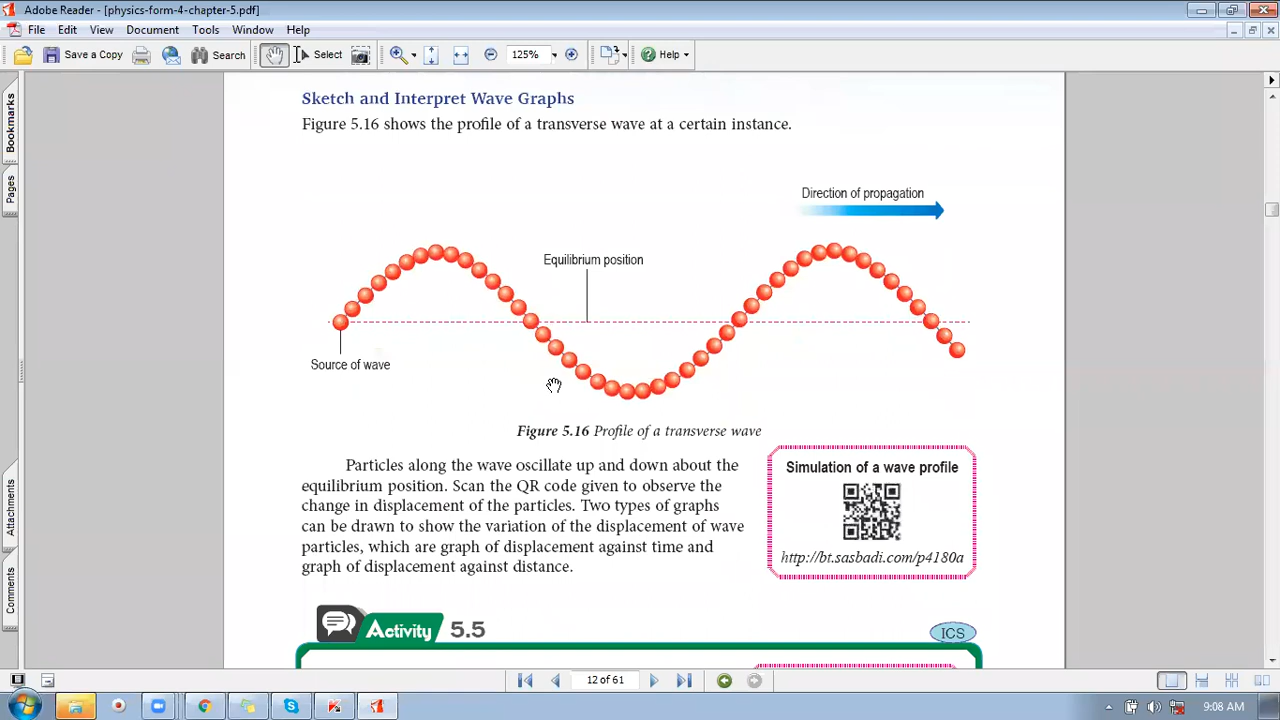 Adobe Reader - [physics-form-4-chapter-5.pdf]
File Edit View Document Tools Window Help
Save a Copy Search Select 125% Help
Bookmarks
Pages
Attachments
Comments
Sketch and Interpret Wave Graphs
Figure 5.16 shows the profile of a transverse wave at a certain instance.
Direction of propagation
Equilibrium position
Source of wave
Figure 5.16 Profile of a transverse wave
Particles along the wave oscillate up and down about the
equilibrium position. Scan the QR code given to observe the
change in displacement of the particles. Two types of graphs
can be drawn to show the variation of the displacement of wave
particles, which are graph of displacement against time and
graph of displacement against distance.
Simulation of a wave profile
http://bt.sasbadi.com/p4180a
Activity 5.5
ICS
12 of 61
9:08 AM